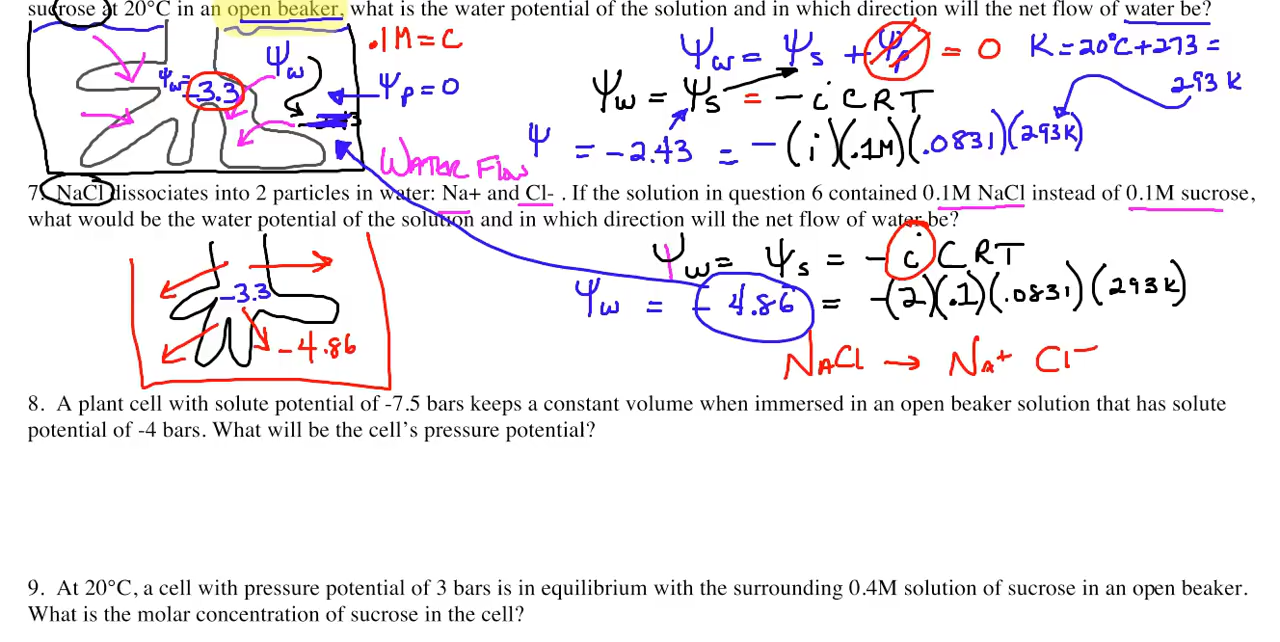 sucrose at 20°C in an open beaker, what is the water potential of the solution and in which direction will the net flow of water be?
.1M = C
Ψw = Ψs + Ψp = 0 K = 20°C + 273 =
293 K
Ψw
Ψw = -3.3
Ψp = 0
Ψw = Ψs = - i C R T
Ψ = -2.43 = - (i)(.1M)(.0831)(293K)
WATER FLOW
7. NaCl dissociates into 2 particles in water: Na+ and Cl- . If the solution in question 6 contained 0.1M NaCl instead of 0.1M sucrose,
what would be the water potential of the solution and in which direction will the net flow of water be?
Ψw = Ψs = - i C R T
-3.3
Ψw = - 4.86 = -(2)(.1)(.0831)(293K)
-4.86
NaCl → Na+ Cl-
8. A plant cell with solute potential of -7.5 bars keeps a constant volume when immersed in an open beaker solution that has solute
potential of -4 bars. What will be the cell’s pressure potential?
9. At 20°C, a cell with pressure potential of 3 bars is in equilibrium with the surrounding 0.4M solution of sucrose in an open beaker.
What is the molar concentration of sucrose in the cell?